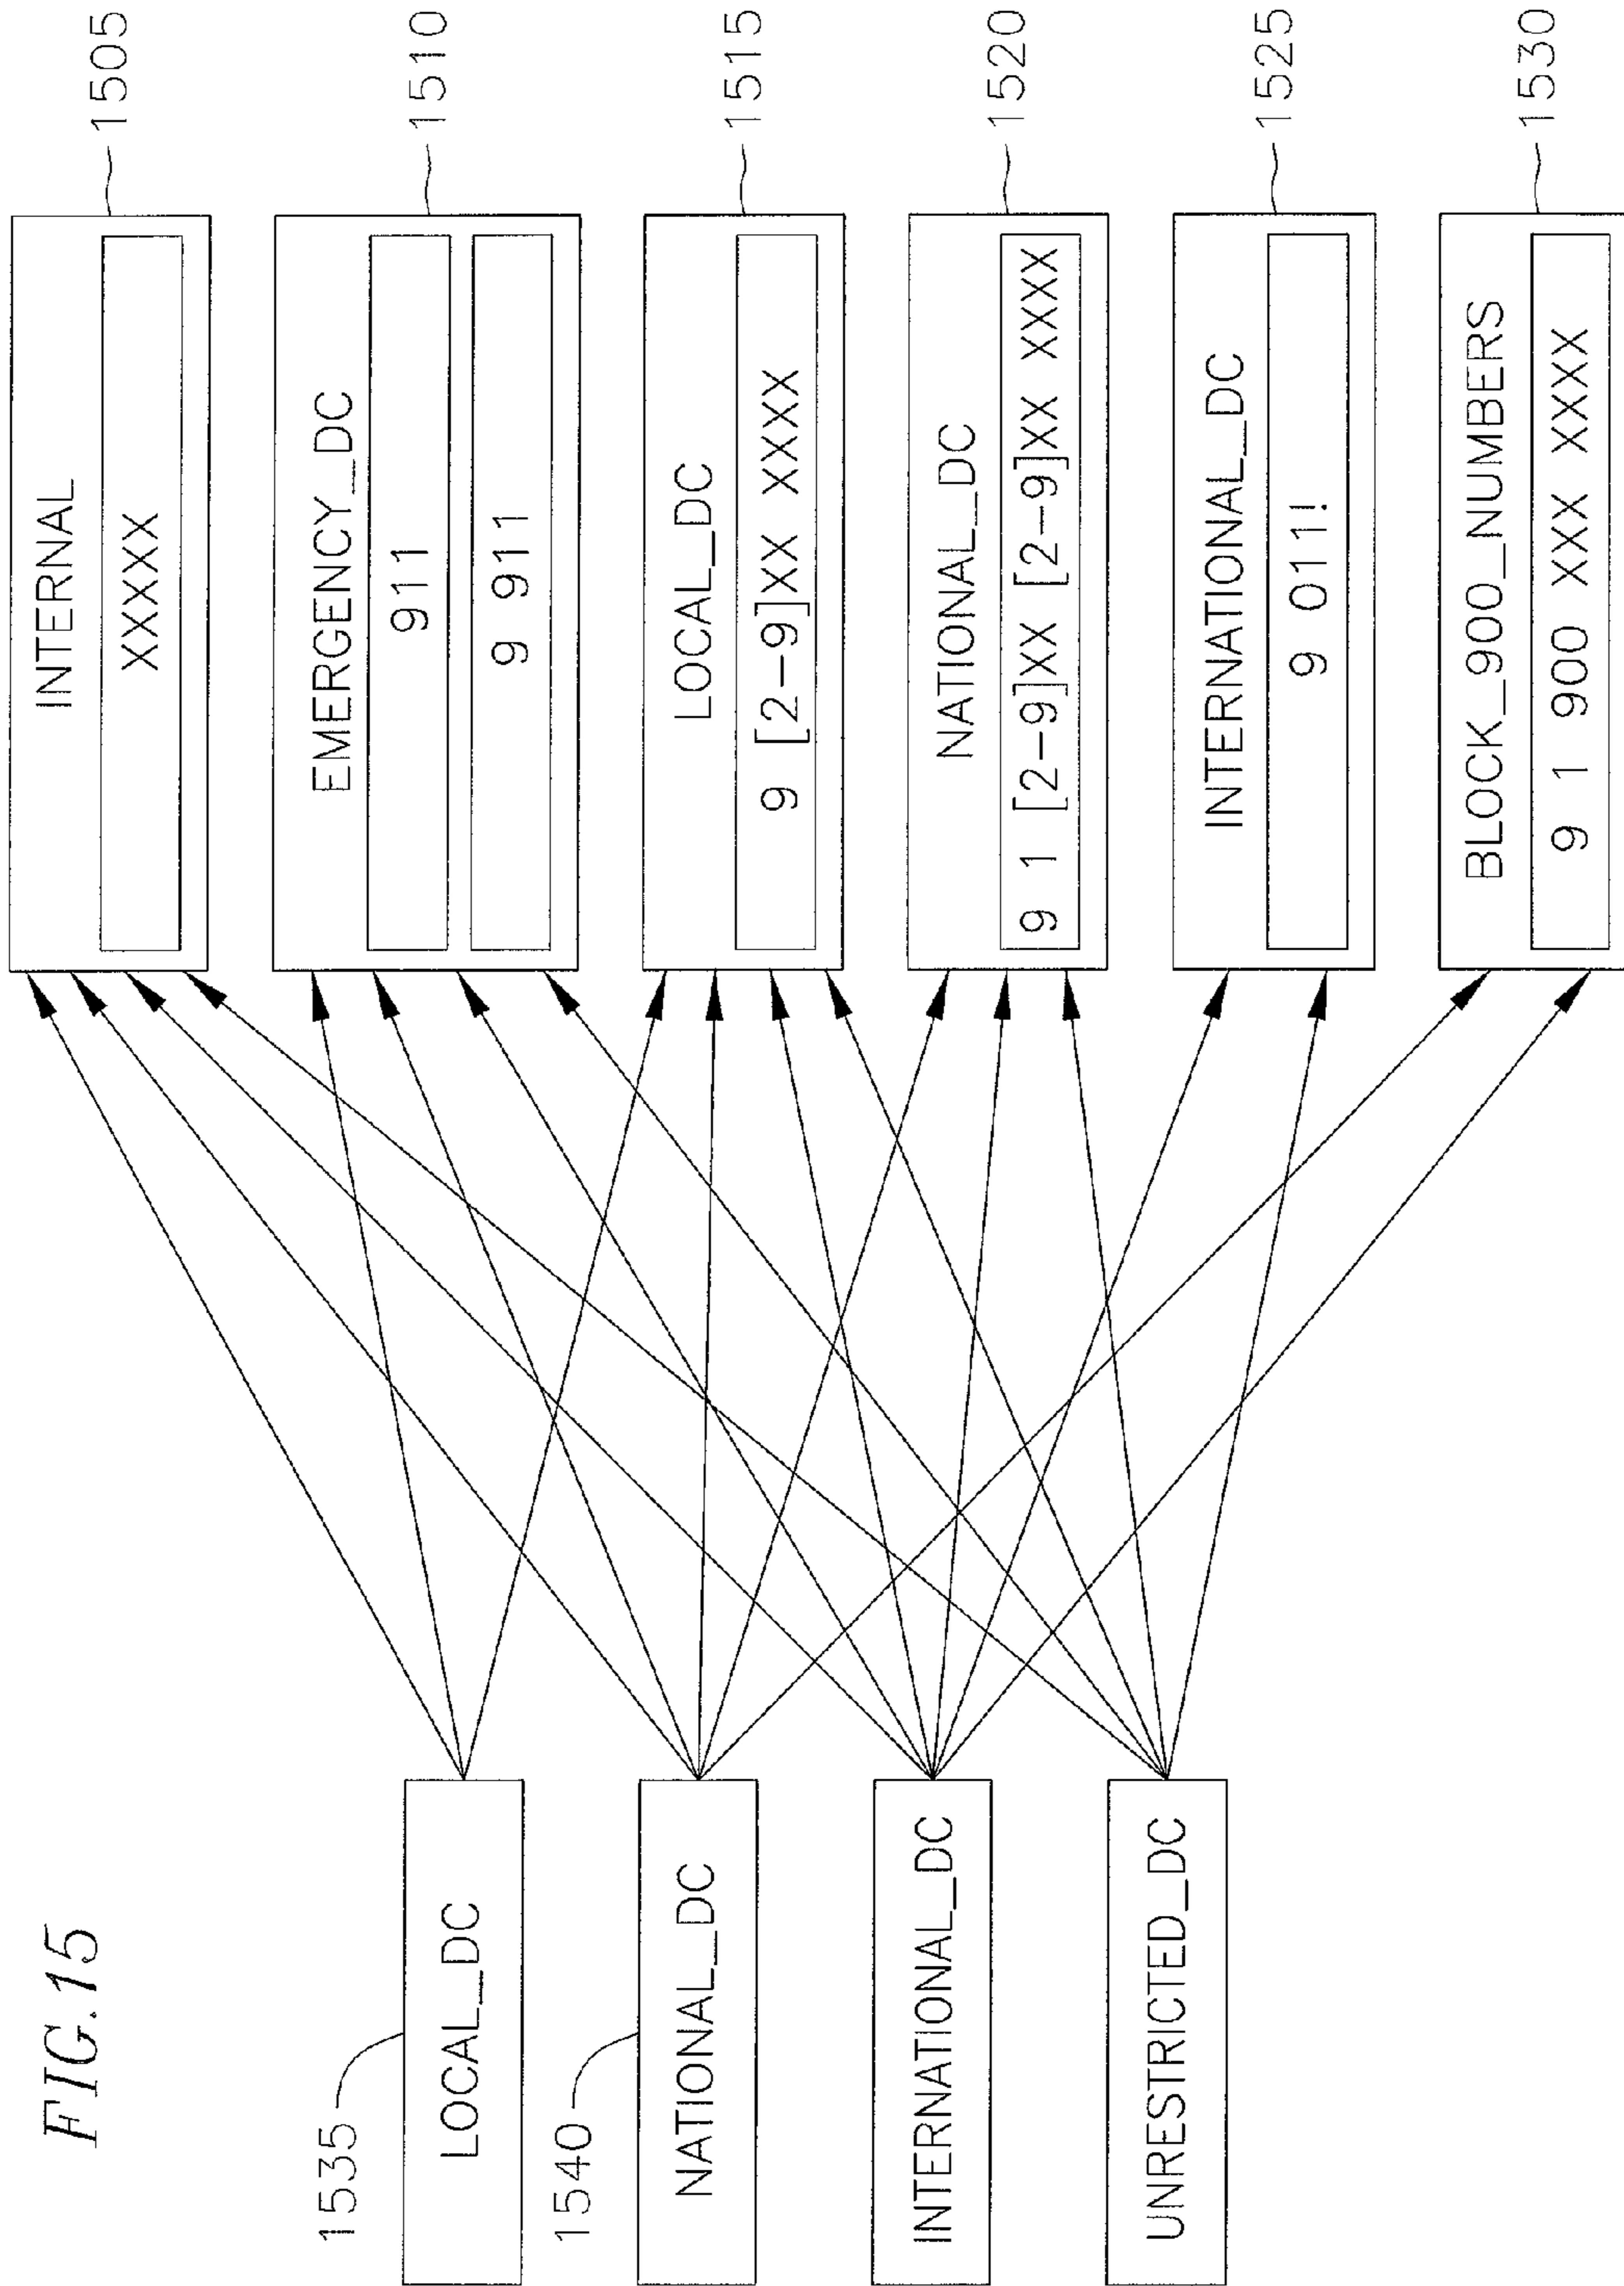 FIG. 15
1535
LOCAL_DC
1540
NATIONAL_DC
INTERNATIONAL_DC
UNRESTRICTED_DC
INTERNAL
XXXXX
1505
EMERGENCY_DC
911
9 911
1510
LOCAL_DC
9 [2-9]XX XXXX
1515
NATIONAL_DC
9 1 [2-9]XX [2-9]XX XXXX
1520
INTERNATIONAL_DC
9 011!
1525
BLOCK_900_NUMBERS
9 1 900 XXX XXXX
1530